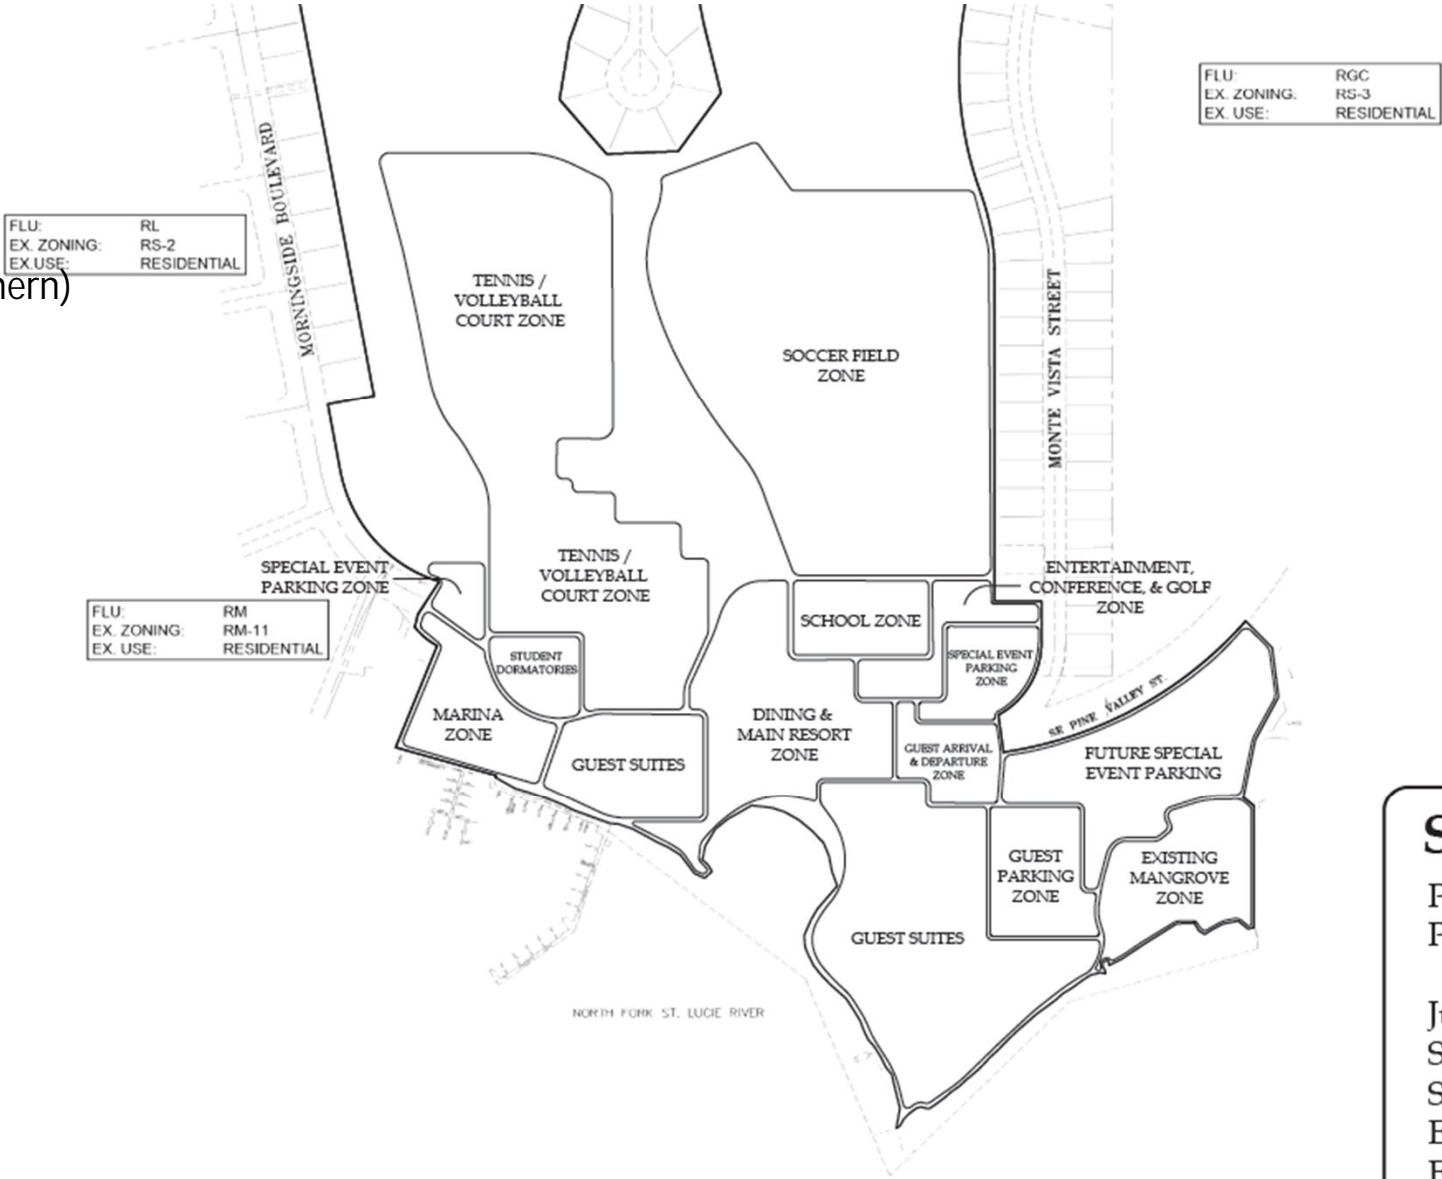 FLU: RGC
EX. ZONING: RS-3
EX. USE: RESIDENTIAL
MORNINGSIDE BOULEVARD
FLU: RL
EX. ZONING: RS-2
EX.USE: RESIDENTIAL
hern)
TENNIS /
VOLLEYBALL
COURT ZONE
SOCCER FIELD
ZONE
MONTE VISTA STREET
SPECIAL EVENT
PARKING ZONE
TENNIS /
VOLLEYBALL
COURT ZONE
ENTERTAINMENT,
CONFERENCE, & GOLF
ZONE
FLU: RM
EX. ZONING: RM-11
EX. USE: RESIDENTIAL
SCHOOL ZONE
STUDENT
DORMATORIES
SPECIAL EVENT
PARKING
ZONE
SE PINE VALLEY ST.
MARINA
ZONE
DINING &
MAIN RESORT
ZONE
GUEST ARRIVAL
& DEPARTURE
ZONE
FUTURE SPECIAL
EVENT PARKING
GUEST SUITES
GUEST
PARKING
ZONE
EXISTING
MANGROVE
ZONE
GUEST SUITES
NORTH FORK ST. LUCIE RIVER
S
P
P
Ju
S
S